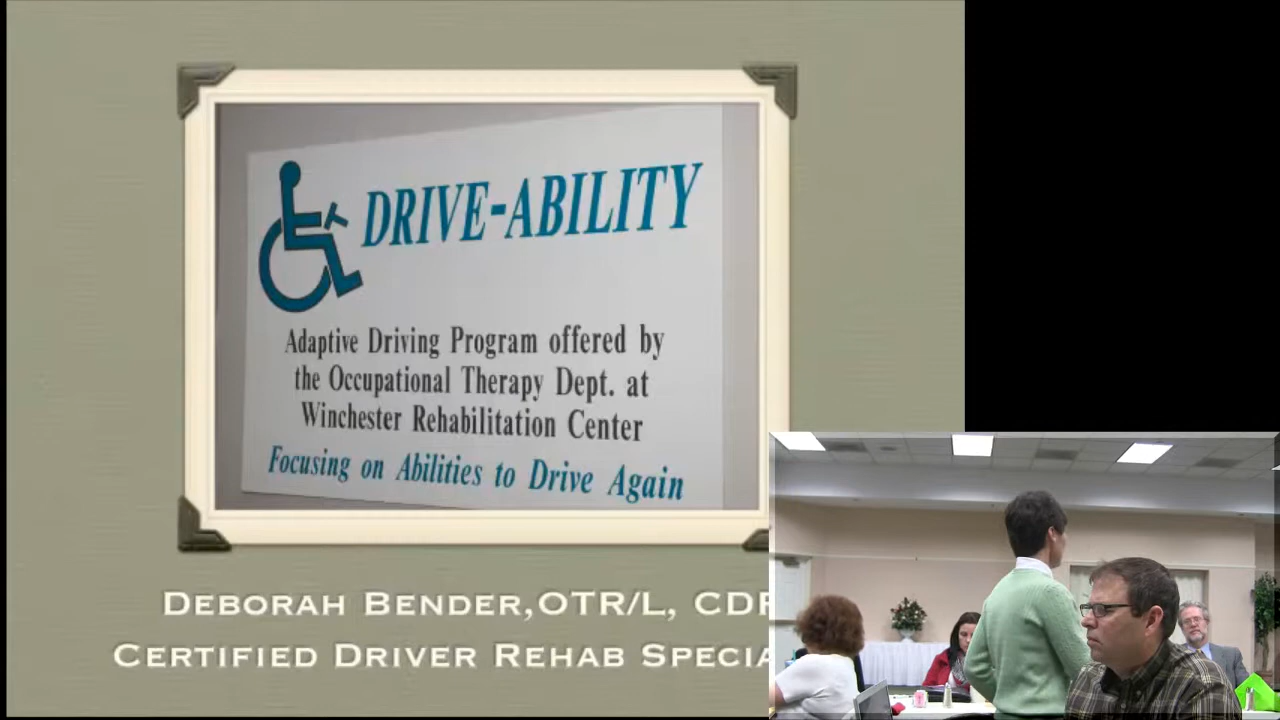 DRIVE-ABILITY
Adaptive Driving Program offered by
the Occupational Therapy Dept. at
Winchester Rehabilitation Center
Focusing on Abilities to Drive Again
DEBORAH BENDER,OTR/L,
CERTIFIED DRIVER REHAB